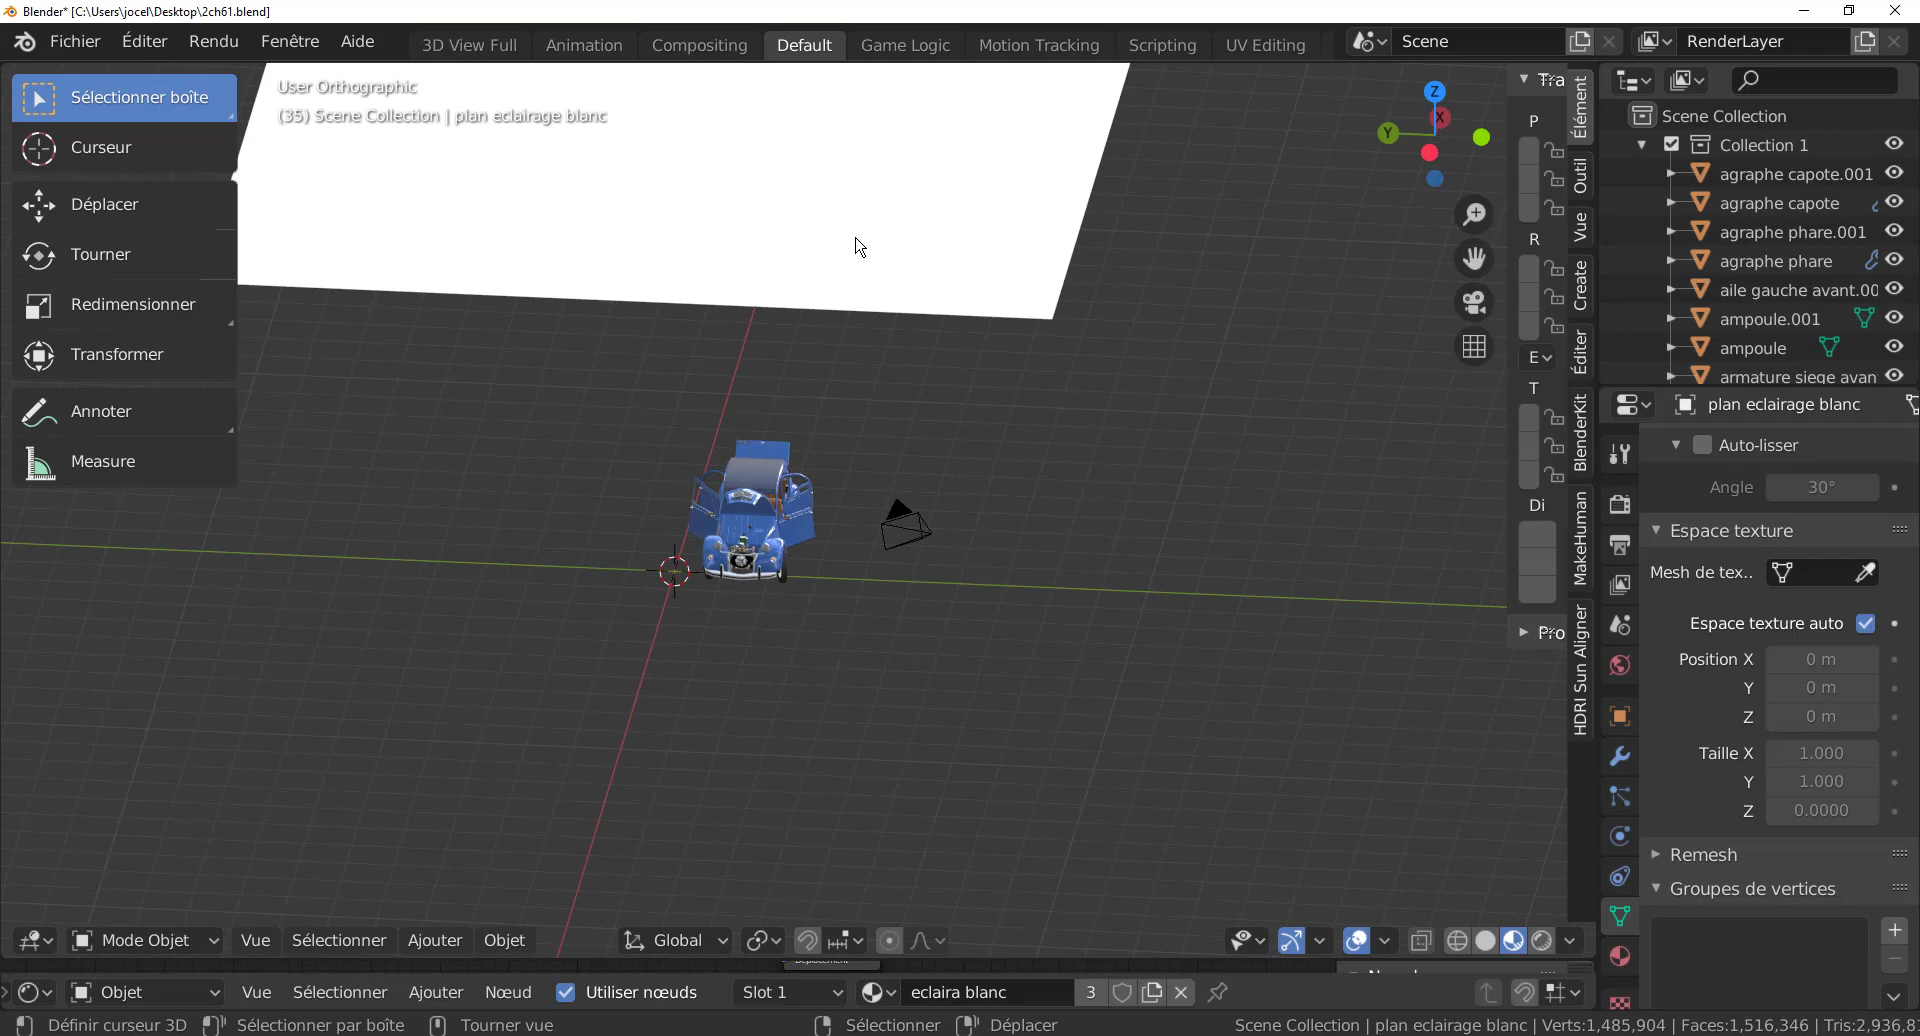 Blender* [C:\Users\jocel\Desktop\2ch61.blend]
Fichier Éditer Rendu Fenêtre Aide 3D View Full Animation Compositing Default Game Logic Motion Tracking Scripting UV Editing Scene RenderLayer
User Orthographic
(35) Scene Collection | plan eclairage blanc
Sélectionner boîte
Curseur
Déplacer
Tourner
Redimensionner
Transformer
Annoter
Measure
Z
X
Y
Tra
P
R
E
T
Di
Pro
Élément
Outil
Vue
Create
Éditer
BlenderKit
MakeHuman
HDRI Sun Aligner
Scene Collection
Collection 1
agraphe capote.001
agraphe capote
agraphe phare.001
agraphe phare
aile gauche avant.00
ampoule.001
ampoule
armature siege avan
plan eclairage blanc
Auto-lisser
Angle 30°
Espace texture
Mesh de tex..
Espace texture auto
Position X 0 m
Y 0 m
Z 0 m
Taille X 1.000
Y 1.000
Z 0.0000
Remesh
Groupes de vertices
Mode Objet Vue Sélectionner Ajouter Objet Global
Objet Vue Sélectionner Ajouter Nœud Utiliser nœuds Slot 1 eclaira blanc 3
Définir curseur 3D Sélectionner par boîte Tourner vue Sélectionner Déplacer Scene Collection | plan eclairage blanc | Verts:1,485,904 | Faces:1,516,346 | Tris:2,936,8